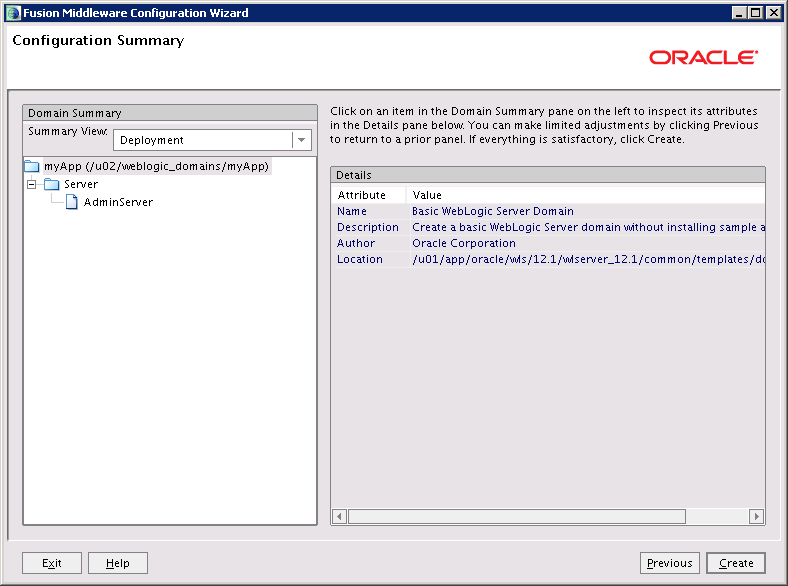 Fusion Middleware Configuration Wizard
Configuration Summary
ORACLE
Domain Summary
Summary View:
Deployment
myApp (/u02/weblogic_domains/myApp)
Server
AdminServer
Click on an item in the Domain Summary pane on the left to inspect its attributes
in the Details pane below. You can make limited adjustments by clicking Previous
to return to a prior panel. If everything is satisfactory, click Create.
Details
Attribute Value
Name Basic WebLogic Server Domain
Description Create a basic WebLogic Server domain without installing sample a
Author Oracle Corporation
Location /u01/app/oracle/wls/12.1/wlserver_12.1/common/templates/do
Exit Help Previous Create